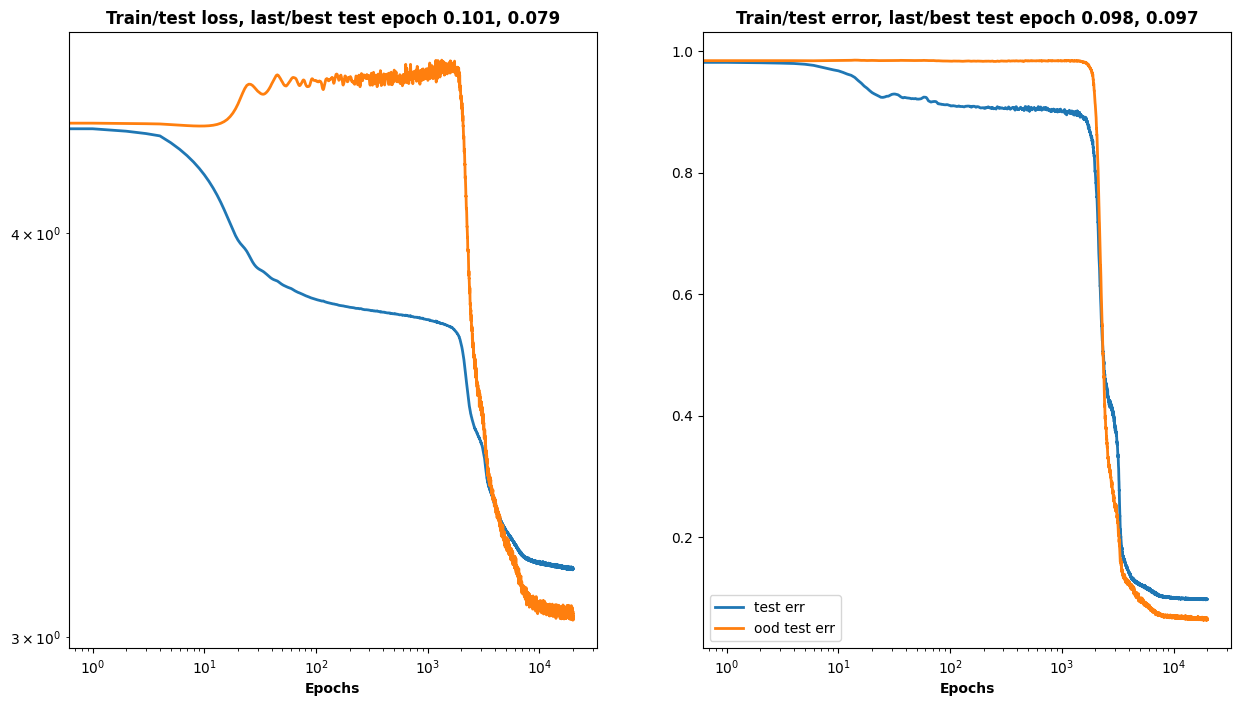 Train/test loss, last/best test epoch 0.101, 0.079
4 × 10⁰
3 × 10⁰
10⁰ 10¹ 10² 10³ 10⁴
Epochs
Train/test error, last/best test epoch 0.098, 0.097
1.0
0.8
0.6
0.4
0.2
test err
ood test err
10⁰ 10¹ 10² 10³ 10⁴
Epochs